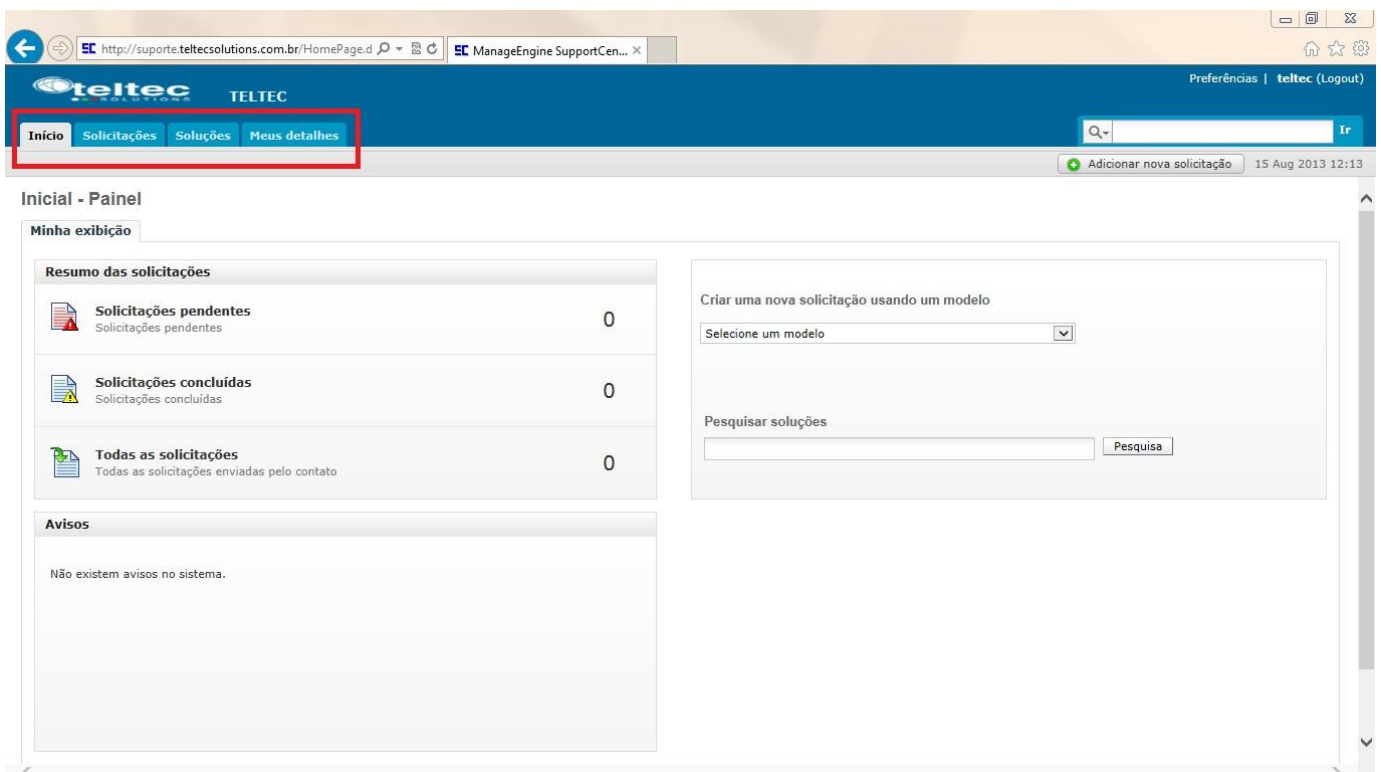 SC http://suporte.teltecsolutions.com.br/HomePage.d
SC ManageEngine SupportCen...
teltec
SOLUTIONS
TELTEC
Preferências | teltec (Logout)
Início Solicitações Soluções Meus detalhes
Ir
Adicionar nova solicitação 15 Aug 2013 12:13
Inicial - Painel
Minha exibição
Resumo das solicitações
Solicitações pendentes
Solicitações pendentes
0
Solicitações concluídas
Solicitações concluídas
0
Todas as solicitações
Todas as solicitações enviadas pelo contato
0
Criar uma nova solicitação usando um modelo
Selecione um modelo
Pesquisar soluções
Pesquisa
Avisos
Não existem avisos no sistema.